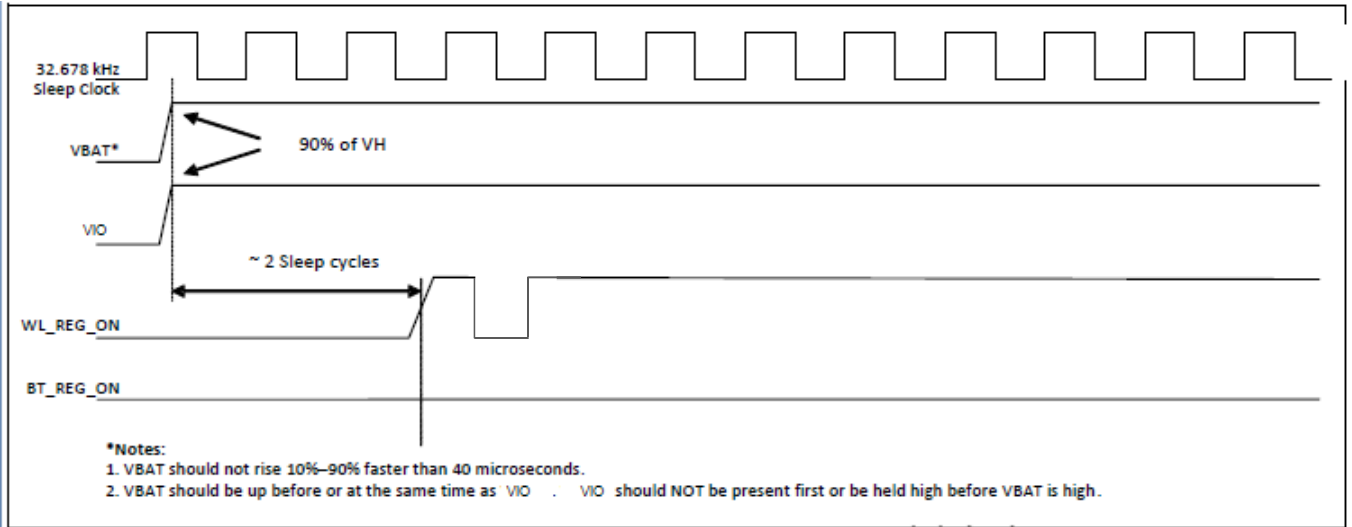 32.678 kHz
Sleep Clock
VBAT*
90% of VH
VIO
~ 2 Sleep cycles
WL_REG_ON
BT_REG_ON
*Notes:
1. VBAT should not rise 10%–90% faster than 40 microseconds.
2. VBAT should be up before or at the same time as VIO . VIO should NOT be present first or be held high before VBAT is high.